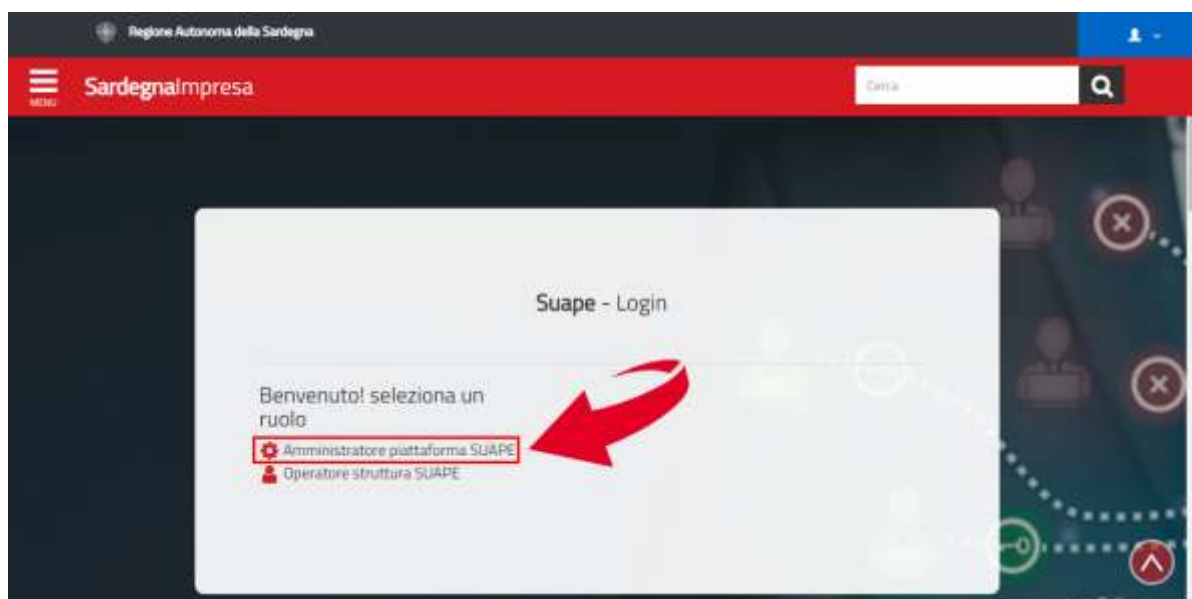 Regione Autonoma della Sardegna
MENU
SardegnaImpresa
Cerca
Suape - Login
Benvenuto! seleziona un
ruolo
Amministratore piattaforma SUAPE
Operatore struttura SUAPE